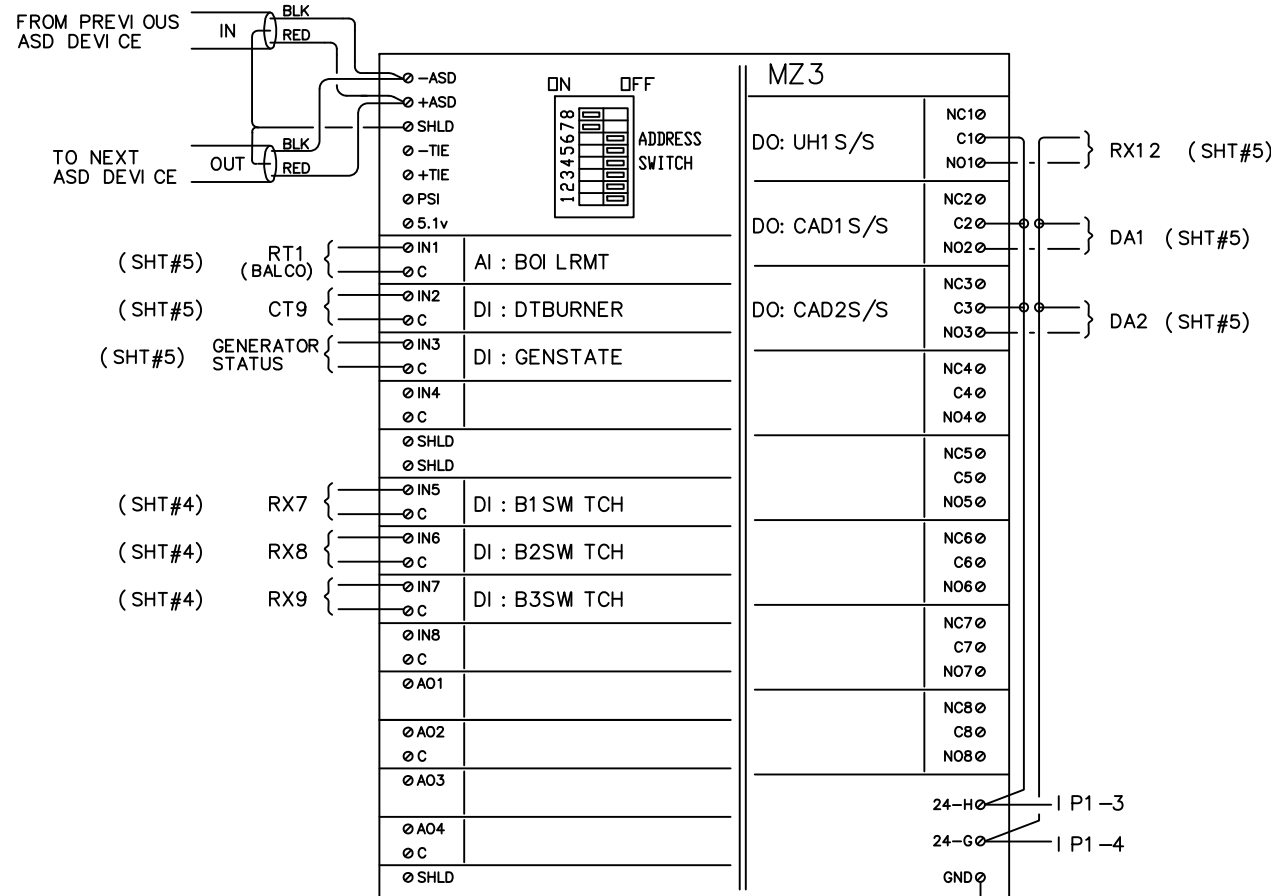 FROM PREVIOUS
ASD DEVICE
IN
BLK
RED
TO NEXT
ASD DEVICE
OUT
BLK
RED
-ASD
+ASD
SHLD
-TIE
+TIE
PSI
5.1v
ON OFF
12345678
ADDRESS
SWITCH
(SHT#5) RT1
(BALCO)
IN1
C
AI: BOILRMT
(SHT#5) CT9
IN2
C
DI: DTBURNER
(SHT#5) GENERATOR
STATUS
IN3
C
DI: GENSTATE
IN4
C
SHLD
SHLD
(SHT#4) RX7
IN5
C
DI: B1SWITCH
(SHT#4) RX8
IN6
C
DI: B2SWITCH
(SHT#4) RX9
IN7
C
DI: B3SWITCH
IN8
C
AO1
AO2
C
AO3
AO4
C
SHLD
MZ3
DO: UH1S/S
NC1
C1
NO1
RX12 (SHT#5)
DO: CAD1S/S
NC2
C2
NO2
DA1 (SHT#5)
DO: CAD2S/S
NC3
C3
NO3
DA2 (SHT#5)
NC4
C4
NO4
NC5
C5
NO5
NC6
C6
NO6
NC7
C7
NO7
NC8
C8
NO8
24-H
IP1-3
24-G
IP1-4
GND